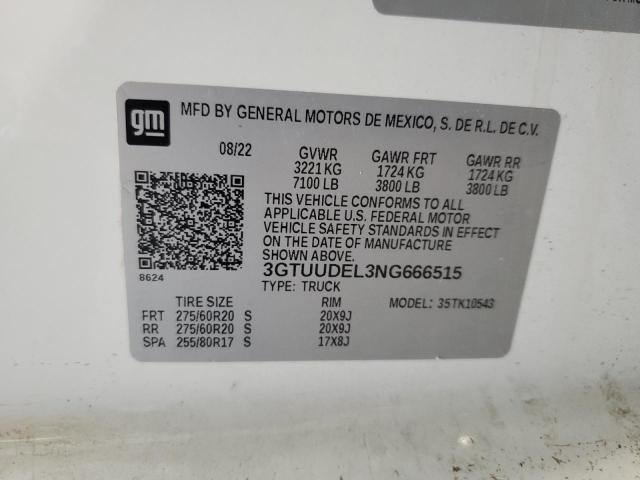 gm
MFD BY GENERAL MOTORS DE MEXICO, S. DE R.L. DE C.V.
08/22 GVWR GAWR FRT GAWR RR
3221 KG 1724 KG 1724 KG
7100 LB 3800 LB 3800 LB
THIS VEHICLE CONFORMS TO ALL
APPLICABLE U.S. FEDERAL MOTOR
VEHICLE SAFETY STANDARDS IN EFFECT
ON THE DATE OF MANUFACTURE
SHOWN ABOVE.
8624
3GTUUDEL3NG666515
TYPE: TRUCK
MODEL: 35TK10543
TIRE SIZE RIM
FRT 275/60R20 S 20X9J
RR 275/60R20 S 20X9J
SPA 255/80R17 S 17X8J